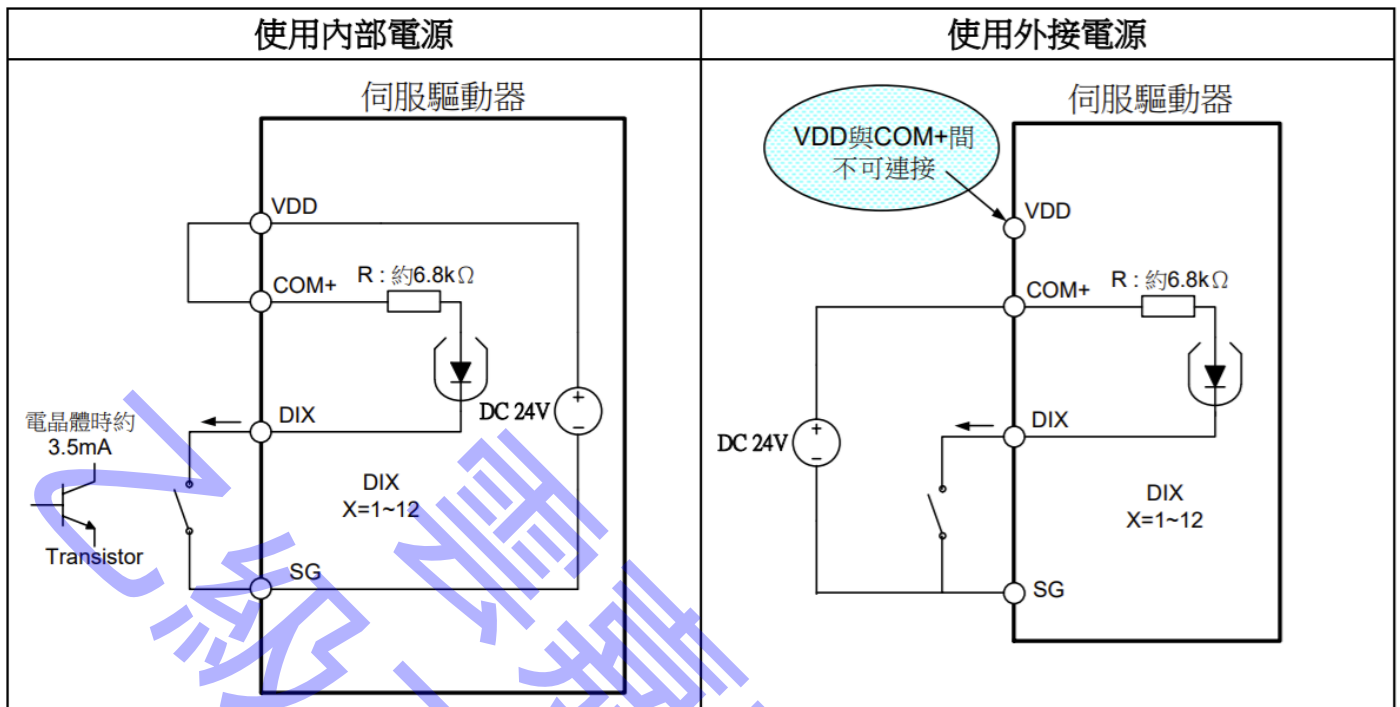 使用內部電源
使用外接電源
伺服驅動器
VDD
COM+
R : 約6.8kΩ
DC 24V
+
−
電晶體時約
3.5mA
Transistor
DIX
DIX
X=1~12
SG
伺服驅動器
VDD與COM+間
不可連接
VDD
COM+
R : 約6.8kΩ
DC 24V
+
−
DIX
DIX
X=1~12
SG